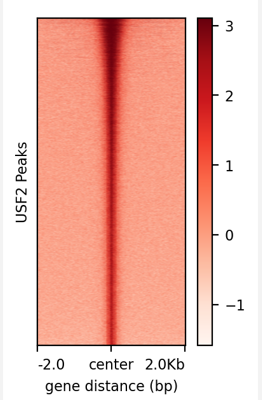 USF2 Peaks
-2.0 center 2.0Kb
gene distance (bp)
3
2
1
0
−1